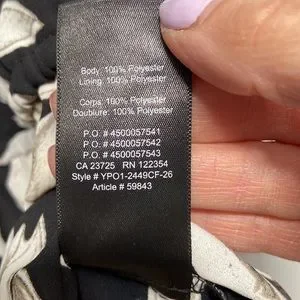 Body: 100% Polyester
Lining: 100% Polyester
Corps: 100% Polyester
Doublure: 100% Polyester
P.O. # 4500057541
P.O. # 4500057542
P.O. # 4500057543
CA 23725 RN 122354
Style # YPO1-2449CF-26
Article # 59843